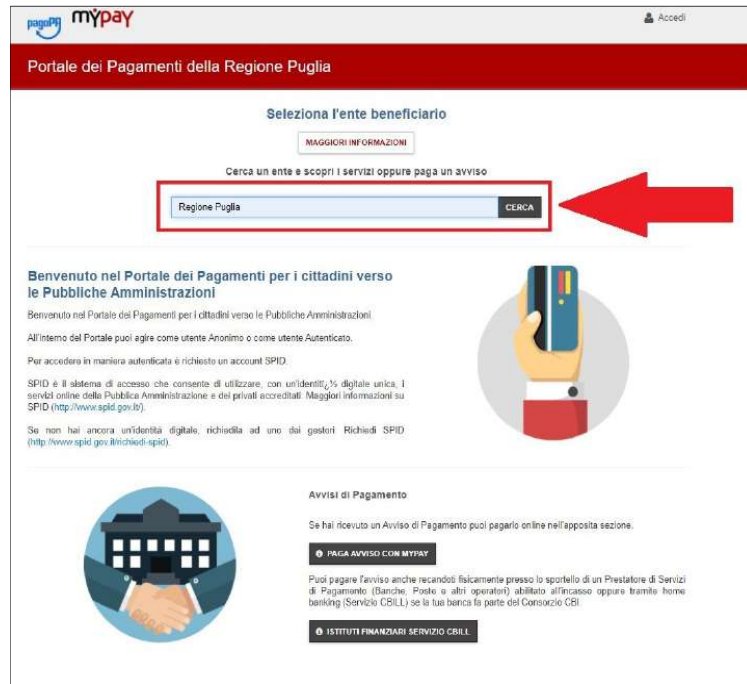 pagoPA mypay
Accedi
Portale dei Pagamenti della Regione Puglia
Seleziona l'ente beneficiario
MAGGIORI INFORMAZIONI
Cerca un ente e scopri i servizi oppure paga un avviso
Regione Puglia CERCA
Benvenuto nel Portale dei Pagamenti per i cittadini verso
le Pubbliche Amministrazioni
Benvenuto nel Portale dei Pagamenti per i cittadini verso le Pubbliche Amministrazioni.
All'interno del Portale puoi agire come utente Anonimo o come utente Autenticato.
Per accedere in maniera autenticata è richiesto un account SPID.
SPID è il sistema di accesso che consente di utilizzare, con un'identitï¿½ digitale unica, i
servizi online della Pubblica Amministrazione e dei privati accreditati. Maggiori informazioni su
SPID (http://www.spid.gov.it/).
Se non hai ancora un'identità digitale, richiedila ad uno dei gestori Richiedi SPID
(http://www.spid.gov.it/richiedi-spid).
Avvisi di Pagamento
Se hai ricevuto un Avviso di Pagamento puoi pagarlo online nell'apposita sezione.
PAGA AVVISO CON MYPAY
Puoi pagare l'avviso anche recandoti fisicamente presso lo sportello di un Prestatore di Servizi
di Pagamento (Banche, Poste e altri operatori) abilitato all'incasso oppure tramite home
banking (Servizio CBILL) se la tua banca fa parte del Consorzio CBI.
ISTITUTI FINANZIARI SERVIZIO CBILL